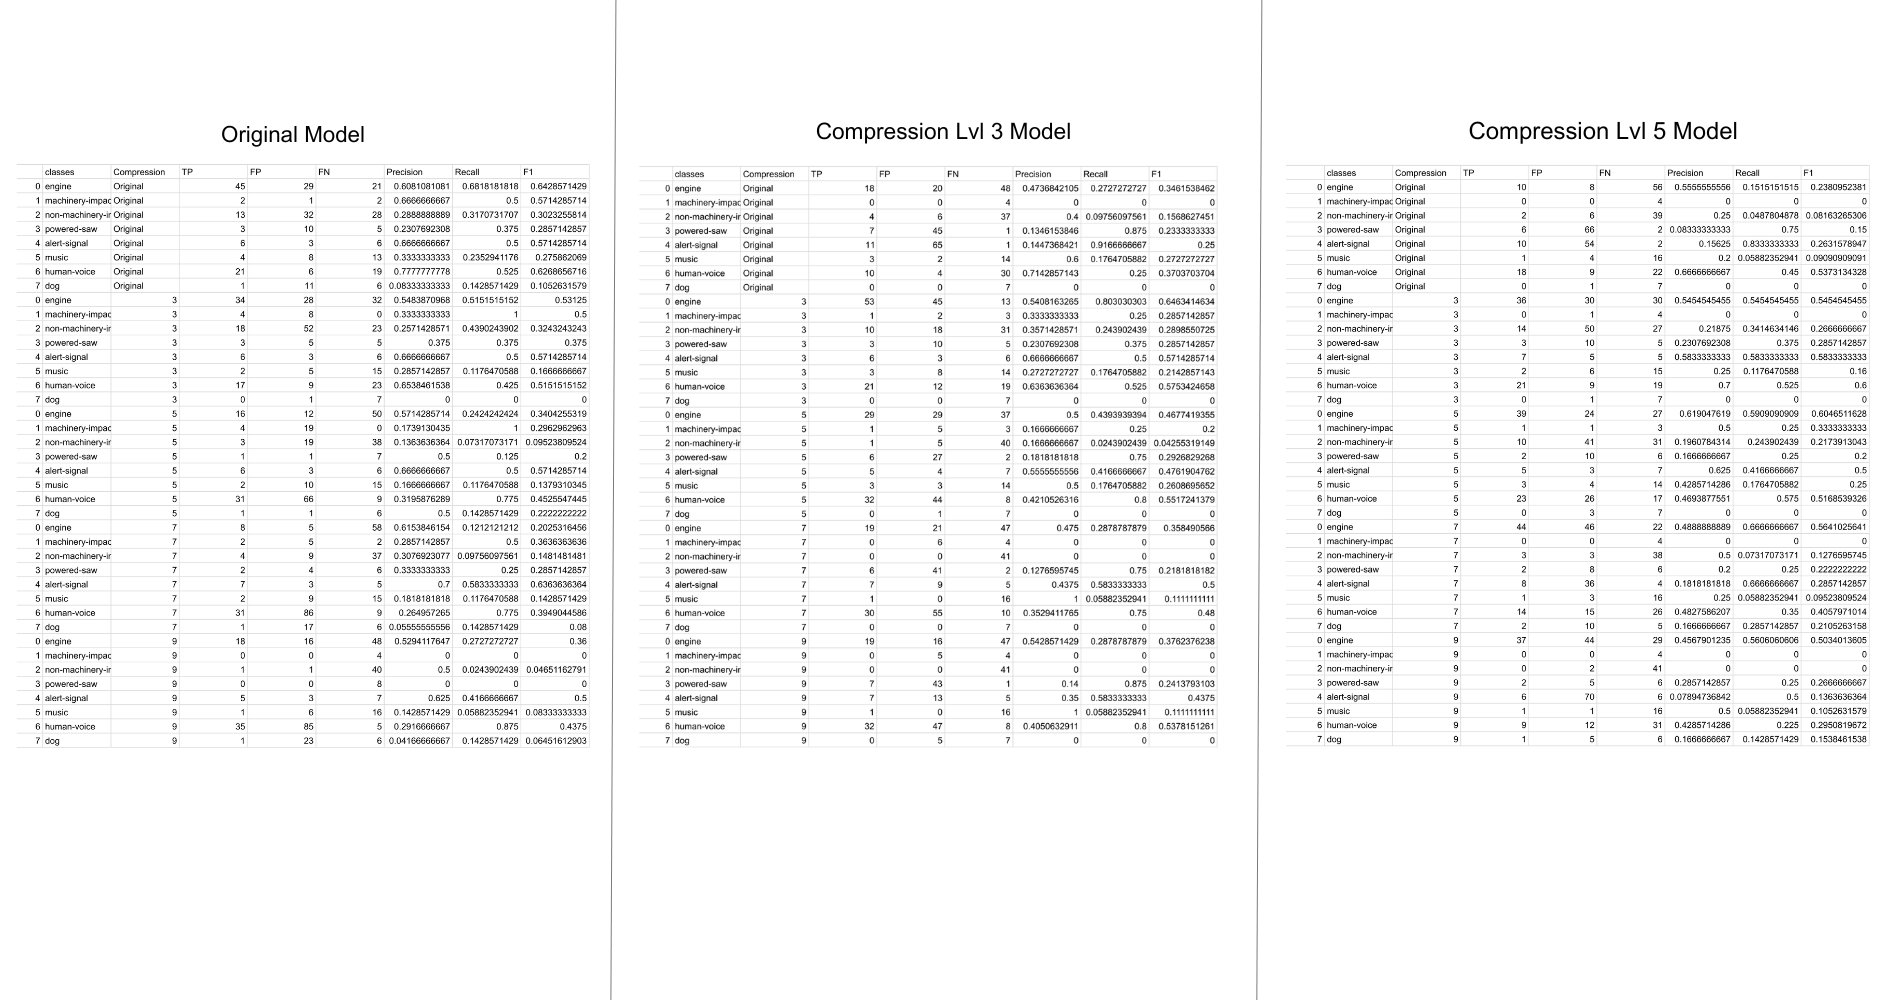 Original Model
classes Compression TP FP FN Precision Recall F1
0 engine Original 45 29 21 0.6081081081 0.6818181818 0.6428571429
1 machinery-impac Original 2 1 2 0.6666666667 0.5 0.5714285714
2 non-machinery-ir Original 13 32 28 0.2888888889 0.3170731707 0.3023255814
3 powered-saw Original 3 10 5 0.2307692308 0.375 0.2857142857
4 alert-signal Original 6 3 6 0.6666666667 0.5 0.5714285714
5 music Original 4 8 13 0.3333333333 0.2352941176 0.275862069
6 human-voice Original 21 6 19 0.7777777778 0.525 0.6268656716
7 dog Original 1 11 6 0.08333333333 0.1428571429 0.1052631579
0 engine 3 34 28 32 0.5483870968 0.5151515152 0.53125
1 machinery-impac 3 4 8 0 0.3333333333 1 0.5
2 non-machinery-ir 3 18 52 23 0.2571428571 0.4390243902 0.3243243243
3 powered-saw 3 3 5 5 0.375 0.375 0.375
4 alert-signal 3 6 3 6 0.6666666667 0.5 0.5714285714
5 music 3 2 5 15 0.2857142857 0.1176470588 0.1666666667
6 human-voice 3 17 9 23 0.6538461538 0.425 0.5151515152
7 dog 3 0 1 7 0 0 0
0 engine 5 16 12 50 0.5714285714 0.2424242424 0.3404255319
1 machinery-impac 5 4 19 0 0.1739130435 1 0.2962962963
2 non-machinery-ir 5 3 19 38 0.1363636364 0.07317073171 0.09523809524
3 powered-saw 5 1 1 7 0.5 0.125 0.2
4 alert-signal 5 6 3 6 0.6666666667 0.5 0.5714285714
5 music 5 2 10 15 0.1666666667 0.1176470588 0.1379310345
6 human-voice 5 31 66 9 0.3195876289 0.775 0.4525547445
7 dog 5 1 1 6 0.5 0.1428571429 0.2222222222
0 engine 7 8 5 58 0.6153846154 0.1212121212 0.2025316456
1 machinery-impac 7 2 5 2 0.2857142857 0.5 0.3636363636
2 non-machinery-ir 7 4 9 37 0.3076923077 0.09756097561 0.1481481481
3 powered-saw 7 2 4 6 0.3333333333 0.25 0.2857142857
4 alert-signal 7 7 3 5 0.7 0.5833333333 0.6363636364
5 music 7 2 9 15 0.1818181818 0.1176470588 0.1428571429
6 human-voice 7 31 86 9 0.264957265 0.775 0.3949044586
7 dog 7 1 17 6 0.05555555556 0.1428571429 0.08
0 engine 9 18 16 48 0.5294117647 0.2727272727 0.36
1 machinery-impac 9 0 0 4 0 0 0
2 non-machinery-ir 9 1 1 40 0.5 0.0243902439 0.04651162791
3 powered-saw 9 0 0 8 0 0 0
4 alert-signal 9 5 3 7 0.625 0.4166666667 0.5
5 music 9 1 6 16 0.1428571429 0.05882352941 0.08333333333
6 human-voice 9 35 85 5 0.2916666667 0.875 0.4375
7 dog 9 1 23 6 0.04166666667 0.1428571429 0.06451612903
Compression Lvl 3 Model
classes Compression TP FP FN Precision Recall F1
0 engine Original 18 20 48 0.4736842105 0.2727272727 0.3461538462
1 machinery-impac Original 0 0 4 0 0 0
2 non-machinery-ir Original 4 6 37 0.4 0.09756097561 0.1568627451
3 powered-saw Original 7 45 1 0.1346153846 0.875 0.2333333333
4 alert-signal Original 11 65 1 0.1447368421 0.9166666667 0.25
5 music Original 3 2 14 0.6 0.1764705882 0.2727272727
6 human-voice Original 10 4 30 0.7142857143 0.25 0.3703703704
7 dog Original 0 0 7 0 0 0
0 engine 3 53 45 13 0.5408163265 0.803030303 0.6463414634
1 machinery-impac 3 1 2 3 0.3333333333 0.25 0.2857142857
2 non-machinery-ir 3 10 18 31 0.3571428571 0.243902439 0.2898550725
3 powered-saw 3 3 10 5 0.2307692308 0.375 0.2857142857
4 alert-signal 3 6 3 6 0.6666666667 0.5 0.5714285714
5 music 3 3 8 14 0.2727272727 0.1764705882 0.2142857143
6 human-voice 3 21 12 19 0.6363636364 0.525 0.5753424658
7 dog 3 0 0 7 0 0 0
0 engine 5 29 29 37 0.5 0.4393939394 0.4677419355
1 machinery-impac 5 1 5 3 0.1666666667 0.25 0.2
2 non-machinery-ir 5 1 5 40 0.1666666667 0.0243902439 0.04255319149
3 powered-saw 5 6 27 2 0.1818181818 0.75 0.2926829268
4 alert-signal 5 5 4 7 0.5555555556 0.4166666667 0.4761904762
5 music 5 3 3 14 0.5 0.1764705882 0.2608695652
6 human-voice 5 32 44 8 0.4210526316 0.8 0.5517241379
7 dog 5 0 1 7 0 0 0
0 engine 7 19 21 47 0.475 0.2878787879 0.358490566
1 machinery-impac 7 0 6 4 0 0 0
2 non-machinery-ir 7 0 0 41 0 0 0
3 powered-saw 7 6 41 2 0.1276595745 0.75 0.2181818182
4 alert-signal 7 7 9 5 0.4375 0.5833333333 0.5
5 music 7 1 0 16 1 0.05882352941 0.1111111111
6 human-voice 7 30 55 10 0.3529411765 0.75 0.48
7 dog 7 0 0 7 0 0 0
0 engine 9 19 16 47 0.5428571429 0.2878787879 0.3762376238
1 machinery-impac 9 0 5 4 0 0 0
2 non-machinery-ir 9 0 0 41 0 0 0
3 powered-saw 9 7 43 1 0.14 0.875 0.2413793103
4 alert-signal 9 7 13 5 0.35 0.5833333333 0.4375
5 music 9 1 0 16 1 0.05882352941 0.1111111111
6 human-voice 9 32 47 8 0.4050632911 0.8 0.5378151261
7 dog 9 0 5 7 0 0 0
Compression Lvl 5 Model
classes Compression TP FP FN Precision Recall F1
0 engine Original 10 8 56 0.5555555556 0.1515151515 0.2380952381
1 machinery-impac Original 0 0 4 0 0 0
2 non-machinery-ir Original 2 6 39 0.25 0.0487804878 0.08163265306
3 powered-saw Original 6 66 2 0.08333333333 0.75 0.15
4 alert-signal Original 10 54 2 0.15625 0.8333333333 0.2631578947
5 music Original 1 4 16 0.2 0.05882352941 0.09090909091
6 human-voice Original 18 9 22 0.6666666667 0.45 0.5373134328
7 dog Original 0 1 7 0 0 0
0 engine 3 36 30 30 0.5454545455 0.5454545455 0.5454545455
1 machinery-impac 3 0 1 4 0 0 0
2 non-machinery-ir 3 14 50 27 0.21875 0.3414634146 0.2666666667
3 powered-saw 3 3 10 5 0.2307692308 0.375 0.2857142857
4 alert-signal 3 7 5 5 0.5833333333 0.5833333333 0.5833333333
5 music 3 2 6 15 0.25 0.1176470588 0.16
6 human-voice 3 21 9 19 0.7 0.525 0.6
7 dog 3 0 1 7 0 0 0
0 engine 5 39 24 27 0.619047619 0.5909090909 0.6046511628
1 machinery-impac 5 1 1 3 0.5 0.25 0.3333333333
2 non-machinery-ir 5 10 41 31 0.1960784314 0.243902439 0.2173913043
3 powered-saw 5 2 10 6 0.1666666667 0.25 0.2
4 alert-signal 5 5 3 7 0.625 0.4166666667 0.5
5 music 5 3 4 14 0.4285714286 0.1764705882 0.25
6 human-voice 5 23 26 17 0.4693877551 0.575 0.5168539326
7 dog 5 0 3 7 0 0 0
0 engine 7 44 46 22 0.4888888889 0.6666666667 0.5641025641
1 machinery-impac 7 0 0 4 0 0 0
2 non-machinery-ir 7 3 3 38 0.5 0.07317073171 0.1276595745
3 powered-saw 7 2 8 6 0.2 0.25 0.2222222222
4 alert-signal 7 8 36 4 0.1818181818 0.6666666667 0.2857142857
5 music 7 1 3 16 0.25 0.05882352941 0.09523809524
6 human-voice 7 14 15 26 0.4827586207 0.35 0.4057971014
7 dog 7 2 10 5 0.1666666667 0.2857142857 0.2105263158
0 engine 9 37 44 29 0.4567901235 0.5606060606 0.5034013605
1 machinery-impac 9 0 0 4 0 0 0
2 non-machinery-ir 9 0 2 41 0 0 0
3 powered-saw 9 2 5 6 0.2857142857 0.25 0.2666666667
4 alert-signal 9 6 70 6 0.07894736842 0.5 0.1363636364
5 music 9 1 1 16 0.5 0.05882352941 0.1052631579
6 human-voice 9 9 12 31 0.4285714286 0.225 0.2950819672
7 dog 9 1 5 6 0.1666666667 0.1428571429 0.1538461538